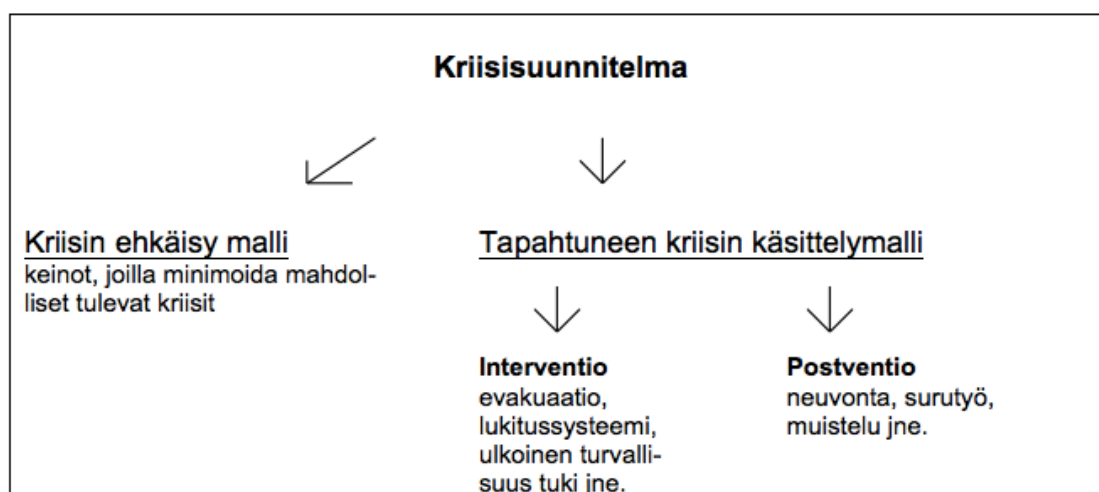 Kriisisuunnitelma
Kriisin ehkäisy malli
keinot, joilla minimoida mahdol-
liset tulevat kriisit
Tapahtuneen kriisin käsittelymalli
Interventio
evakuaatio,
lukitussysteemi,
ulkoinen turvalli-
suus tuki jne.
Postventio
neuvonta, surutyö,
muistelu jne.